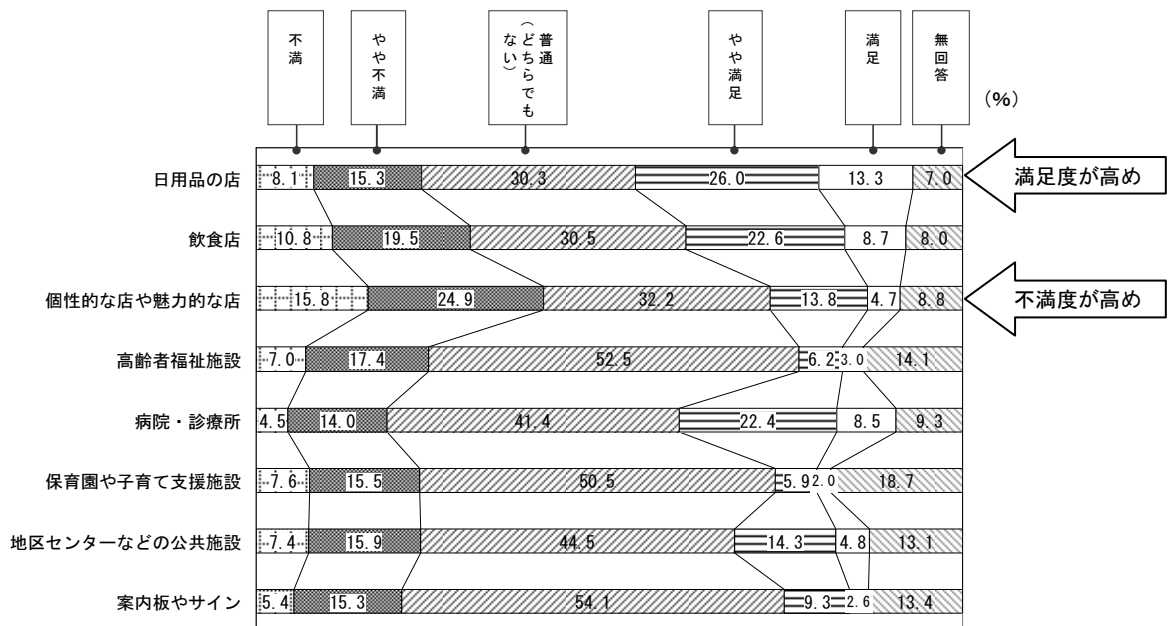 不満
やや不満
普通
（どちらでも
ない）
やや満足
満足
無回答
（%）
日用品の店 8.1 15.3 30.3 26.0 13.3 7.0 満足度が高め
飲食店 10.8 19.5 30.5 22.6 8.7 8.0
個性的な店や魅力的な店 15.8 24.9 32.2 13.8 4.7 8.8 不満度が高め
高齢者福祉施設 7.0 17.4 52.5 6.2 3.0 14.1
病院・診療所 4.5 14.0 41.4 22.4 8.5 9.3
保育園や子育て支援施設 7.6 15.5 50.5 5.9 2.0 18.7
地区センターなどの公共施設 7.4 15.9 44.5 14.3 4.8 13.1
案内板やサイン 5.4 15.3 54.1 9.3 2.6 13.4